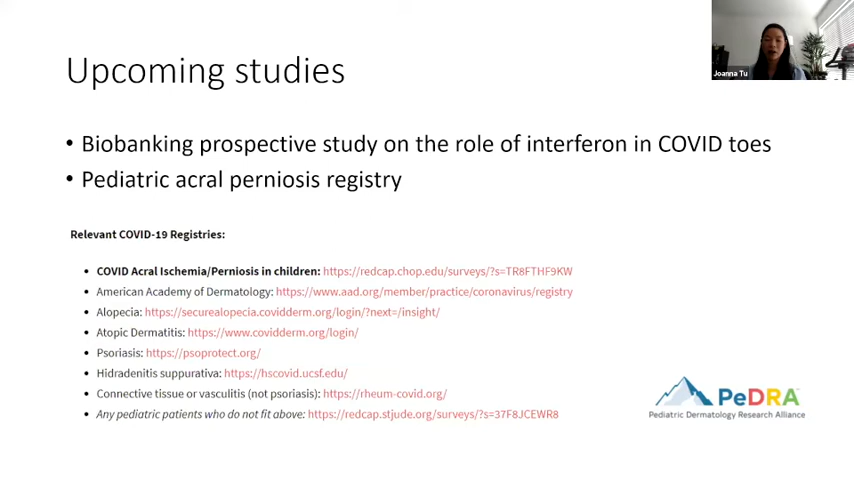 Upcoming studies
Joanna Tu
• Biobanking prospective study on the role of interferon in COVID toes
• Pediatric acral perniosis registry
Relevant COVID-19 Registries:
• COVID Acral Ischemia/Perniosis in children: https://redcap.chop.edu/surveys/?s=TR8FTHF9KW
• American Academy of Dermatology: https://www.aad.org/member/practice/coronavirus/registry
• Alopecia: https://securealopecia.covidderm.org/login/?next=/insight/
• Atopic Dermatitis: https://www.covidderm.org/login/
• Psoriasis: https://psoprotect.org/
• Hidradenitis suppurativa: https://hscovid.ucsf.edu/
• Connective tissue or vasculitis (not psoriasis): https://rheum-covid.org/
• Any pediatric patients who do not fit above: https://redcap.stjude.org/surveys/?s=37F8JCEWR8
PeDRA
Pediatric Dermatology Research Alliance